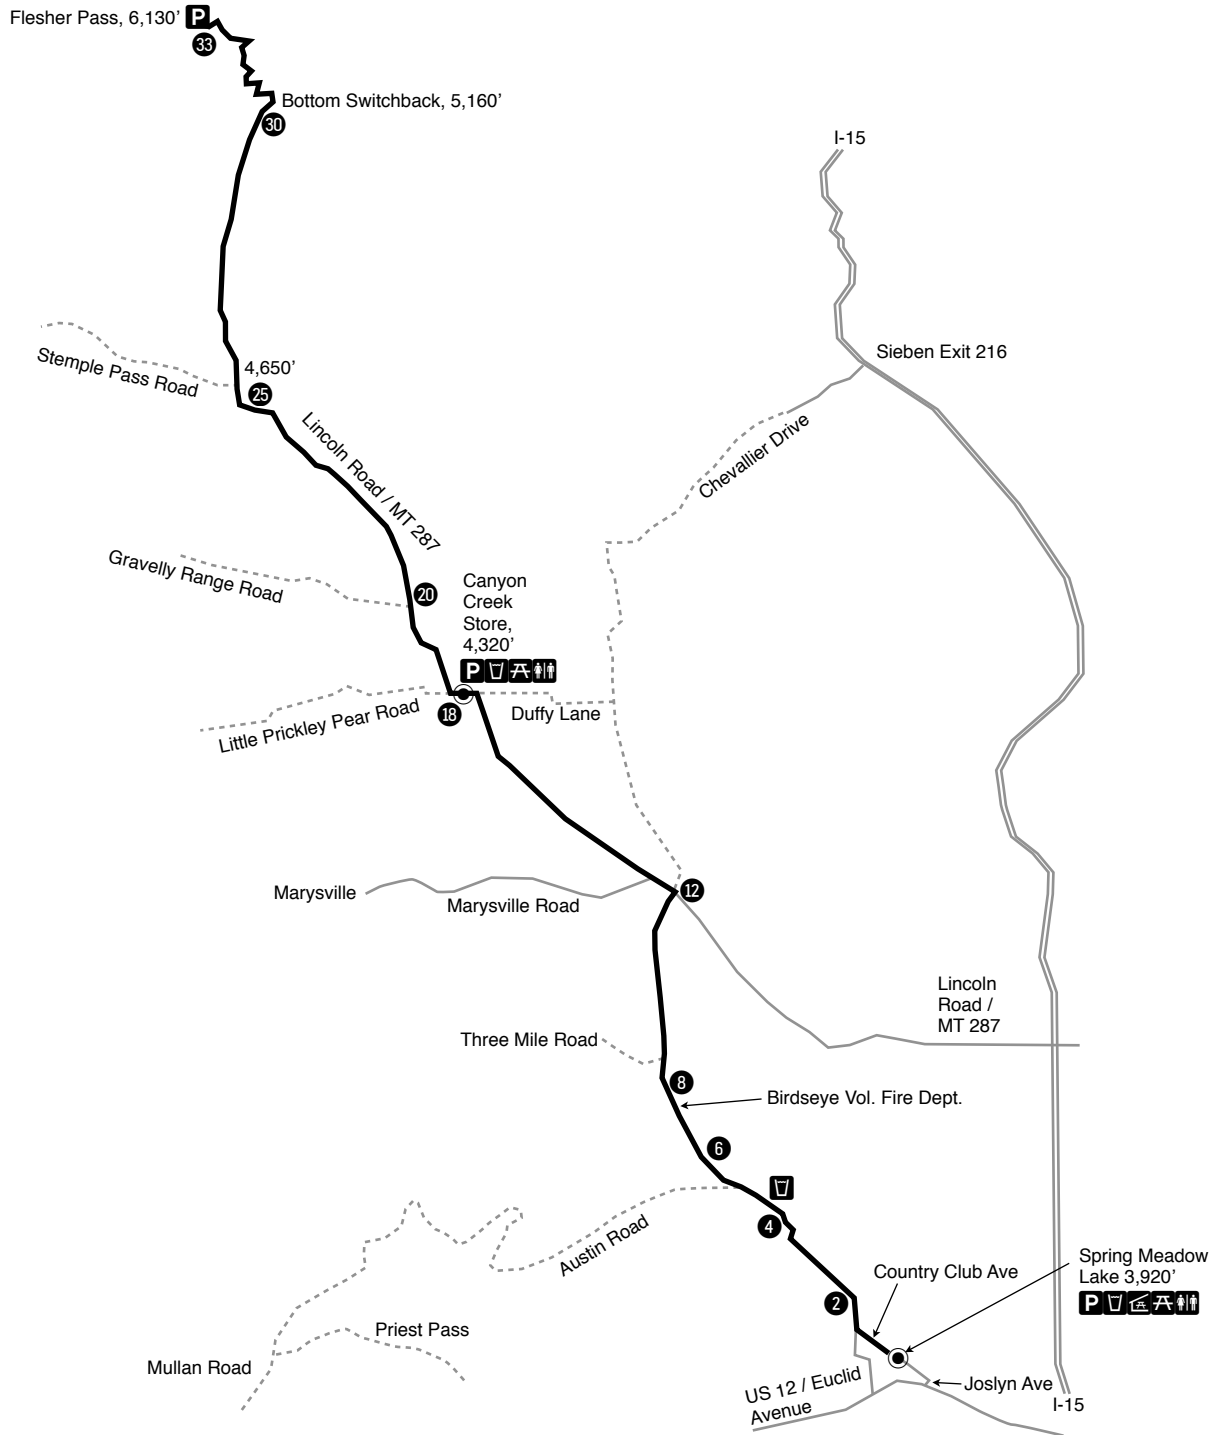 Flesher Pass, 6,130’
P
33
Bottom Switchback, 5,160’
30
I-15
Sieben Exit 216
Stemple Pass Road
4,650’
25
Lincoln Road / MT 287
Chevallier Drive
Gravelly Range Road
20
Canyon
Creek
Store,
4,320’
P
Little Prickley Pear Road
18
Duffy Lane
Marysville
Marysville Road
12
Lincoln
Road /
MT 287
Three Mile Road
8
Birdseye Vol. Fire Dept.
6
4
Austin Road
Country Club Ave
Spring Meadow
Lake 3,920’
P
2
Priest Pass
Mullan Road
US 12 / Euclid
Avenue
Joslyn Ave
I-15